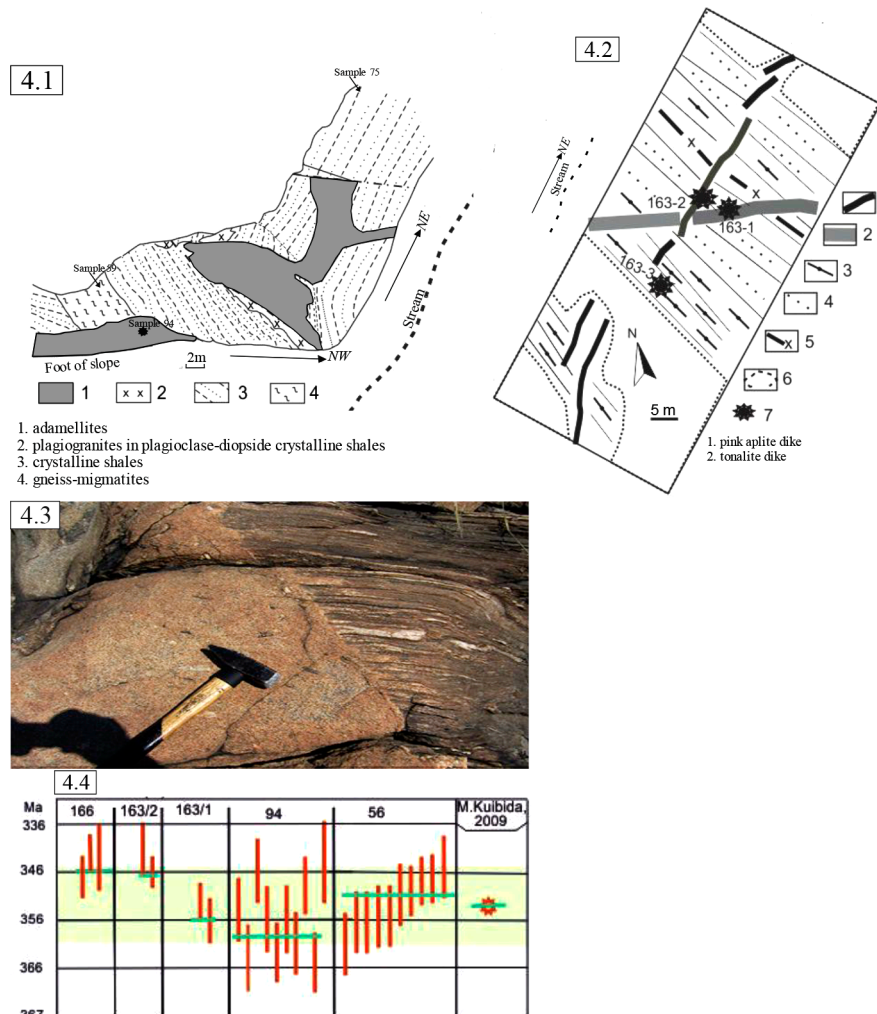 4.1
Sample 75
Sample 59
Sample 94
NE
Stream
2m
NW
Foot of slope
1
x x 2
3
4
1. adamellites
2. plagiogranites in plagioclase-diopside crystalline shales
3. crystalline shales
4. gneiss-migmatites
4.2
NE
Stream
163-2
163-1
163-3
N
5 m
2
3
4
x 5
6
7
1. pink aplite dike
2. tonalite dike
4.3
4.4
Ma 166 163/2 163/1 94 56 M.Kuibida,
2009
336
346
356
366